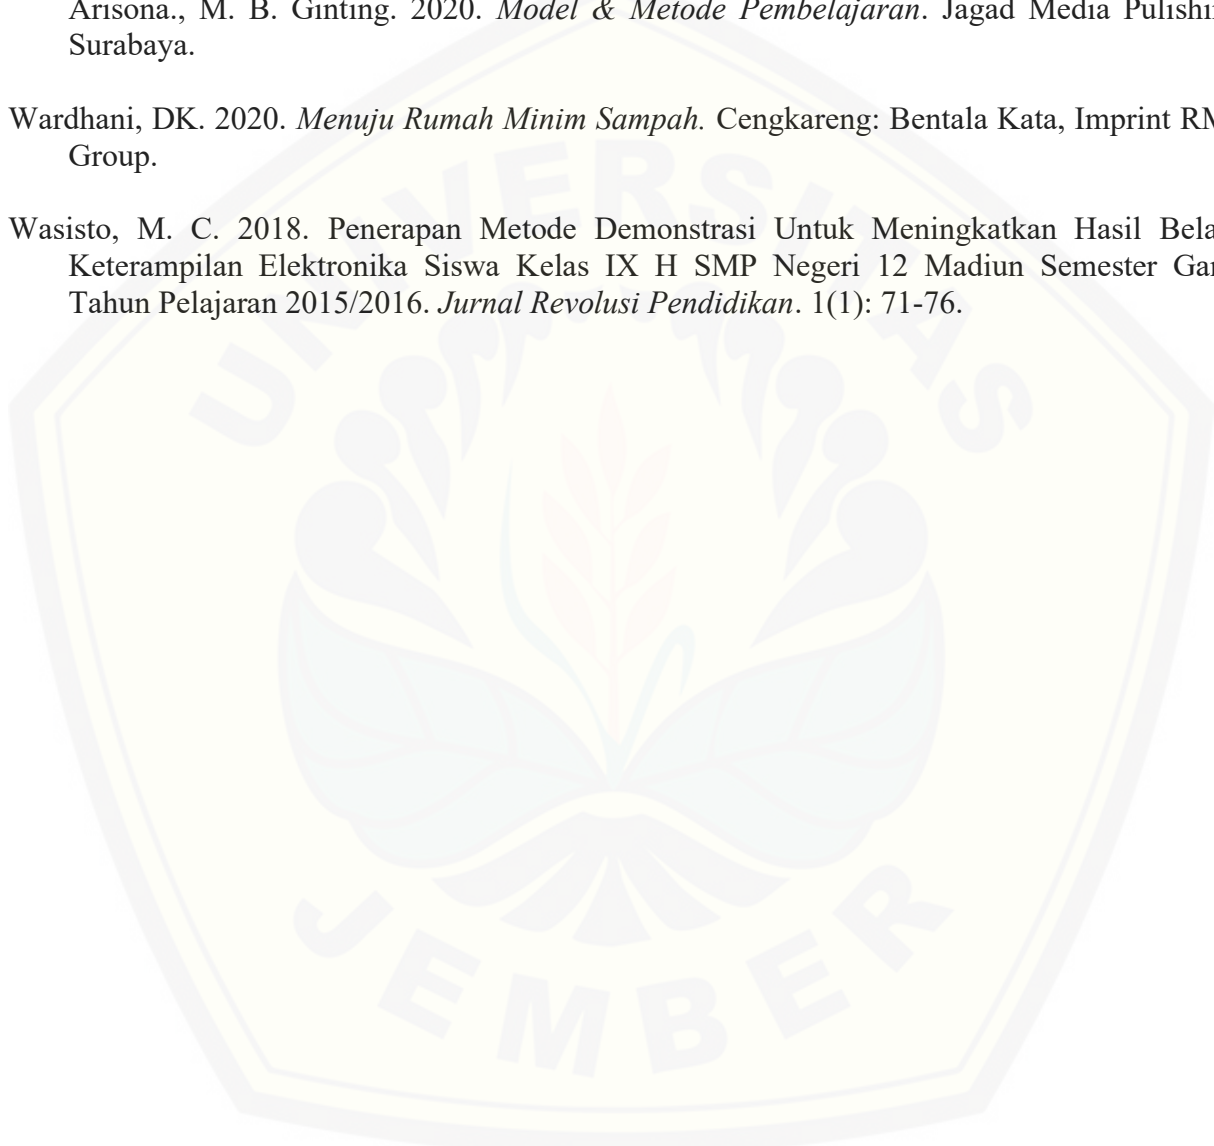 Arisona., M. B. Ginting. 2020. Model & Metode Pembelajaran. Jagad Media
Surabaya.
Wardhani, DK. 2020. Menuju Rumah Minim Sampah. Cengkareng: Bentala Kata, Imprint
Group.
Wasisto, M. C. 2018. Penerapan Metode Demonstrasi Untuk Meningkatkan Hasil
Keterampilan Elektronika Siswa Kelas IX H SMP Negeri 12 Madiun Semester
Tahun Pelajaran 2015/2016. Jurnal Revolusi Pendidikan. 1(1): 71-76.
UNIVERSITAS
JEMBER